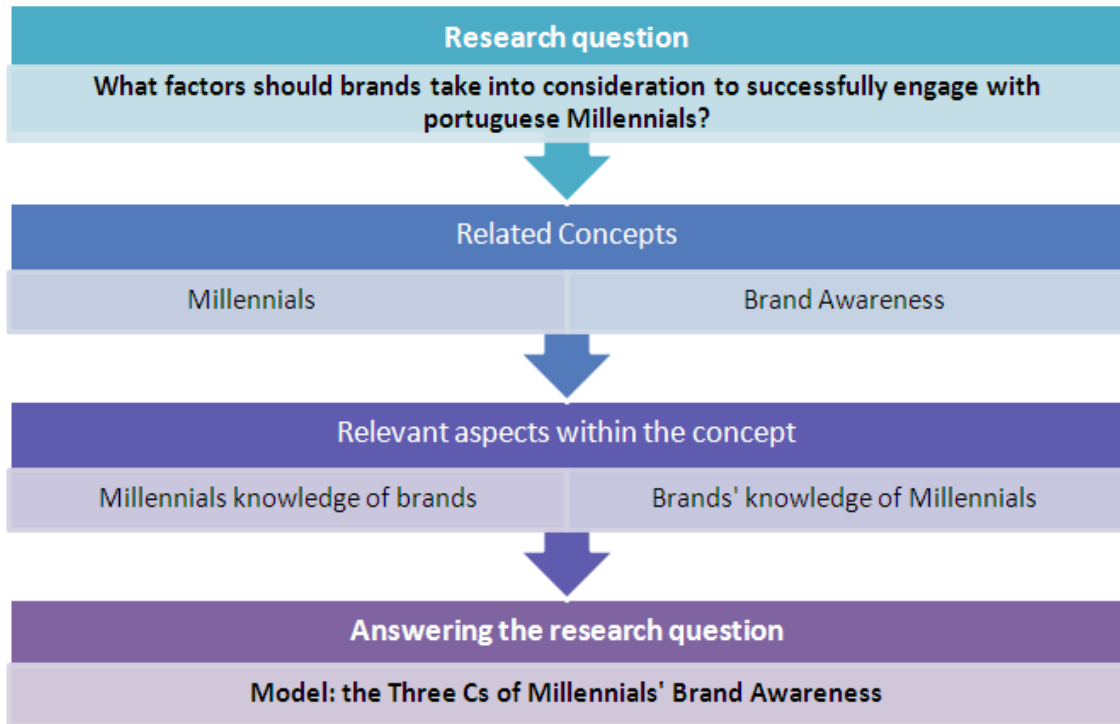 Research question
What factors should brands take into consideration to successfully engage with
portuguese Millennials?
Related Concepts
Millennials
Brand Awareness
Relevant aspects within the concept
Millennials knowledge of brands
Brands' knowledge of Millennials
Answering the research question
Model: the Three Cs of Millennials' Brand Awareness